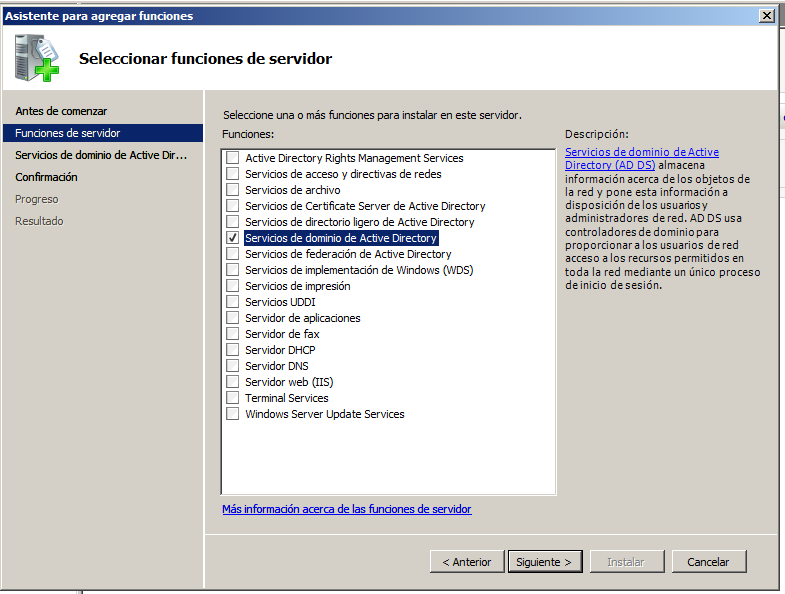 Asistente para agregar funciones
Seleccionar funciones de servidor
Antes de comenzar
Funciones de servidor
Servicios de dominio de Active Dir...
Confirmación
Progreso
Resultado
Seleccione una o más funciones para instalar en este servidor.
Funciones:
Active Directory Rights Management Services
Servicios de acceso y directivas de redes
Servicios de archivo
Servicios de Certificate Server de Active Directory
Servicios de directorio ligero de Active Directory
Servicios de dominio de Active Directory
Servicios de federación de Active Directory
Servicios de implementación de Windows (WDS)
Servicios de impresión
Servicios UDDI
Servidor de aplicaciones
Servidor de fax
Servidor DHCP
Servidor DNS
Servidor web (IIS)
Terminal Services
Windows Server Update Services
Más información acerca de las funciones de servidor
Descripción:
Servicios de dominio de Active
Directory (AD DS) almacena
información acerca de los objetos de
la red y pone esta información a
disposición de los usuarios y
administradores de red. AD DS usa
controladores de dominio para
proporcionar a los usuarios de red
acceso a los recursos permitidos en
toda la red mediante un único proceso
de inicio de sesión.
< Anterior
Siguiente >
Instalar
Cancelar